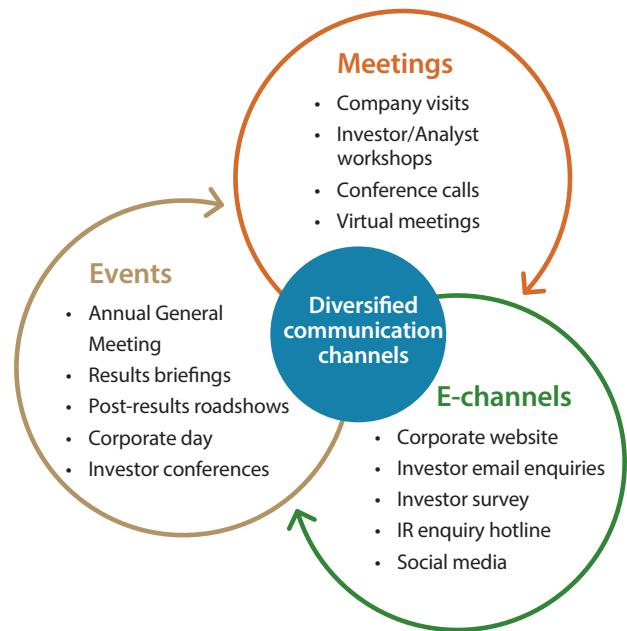 Meetings
• Company visits
• Investor/Analyst
workshops
• Conference calls
• Virtual meetings
Events
• Annual General
Meeting
• Results briefings
• Post-results roadshows
• Corporate day
• Investor conferences
Diversified
communication
channels
E-channels
• Corporate website
• Investor email enquiries
• Investor survey
• IR enquiry hotline
• Social media